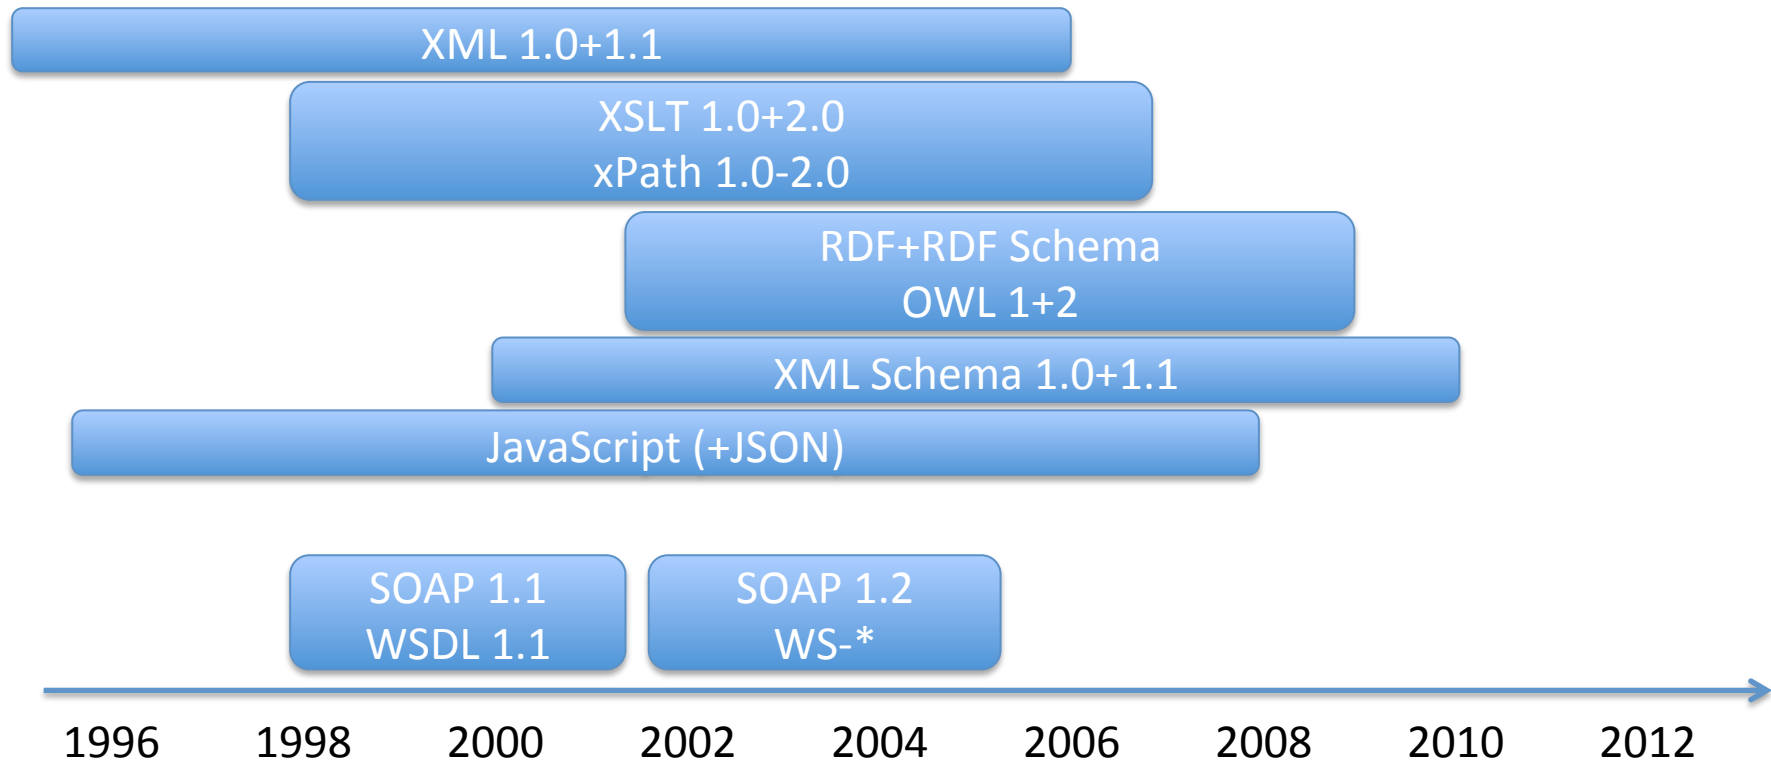 XML 1.0+1.1
XSLT 1.0+2.0
xPath 1.0-2.0
RDF+RDF Schema
OWL 1+2
XML Schema 1.0+1.1
JavaScript (+JSON)
SOAP 1.1
WSDL 1.1
SOAP 1.2
WS-*
1996 1998 2000 2002 2004 2006 2008 2010 2012